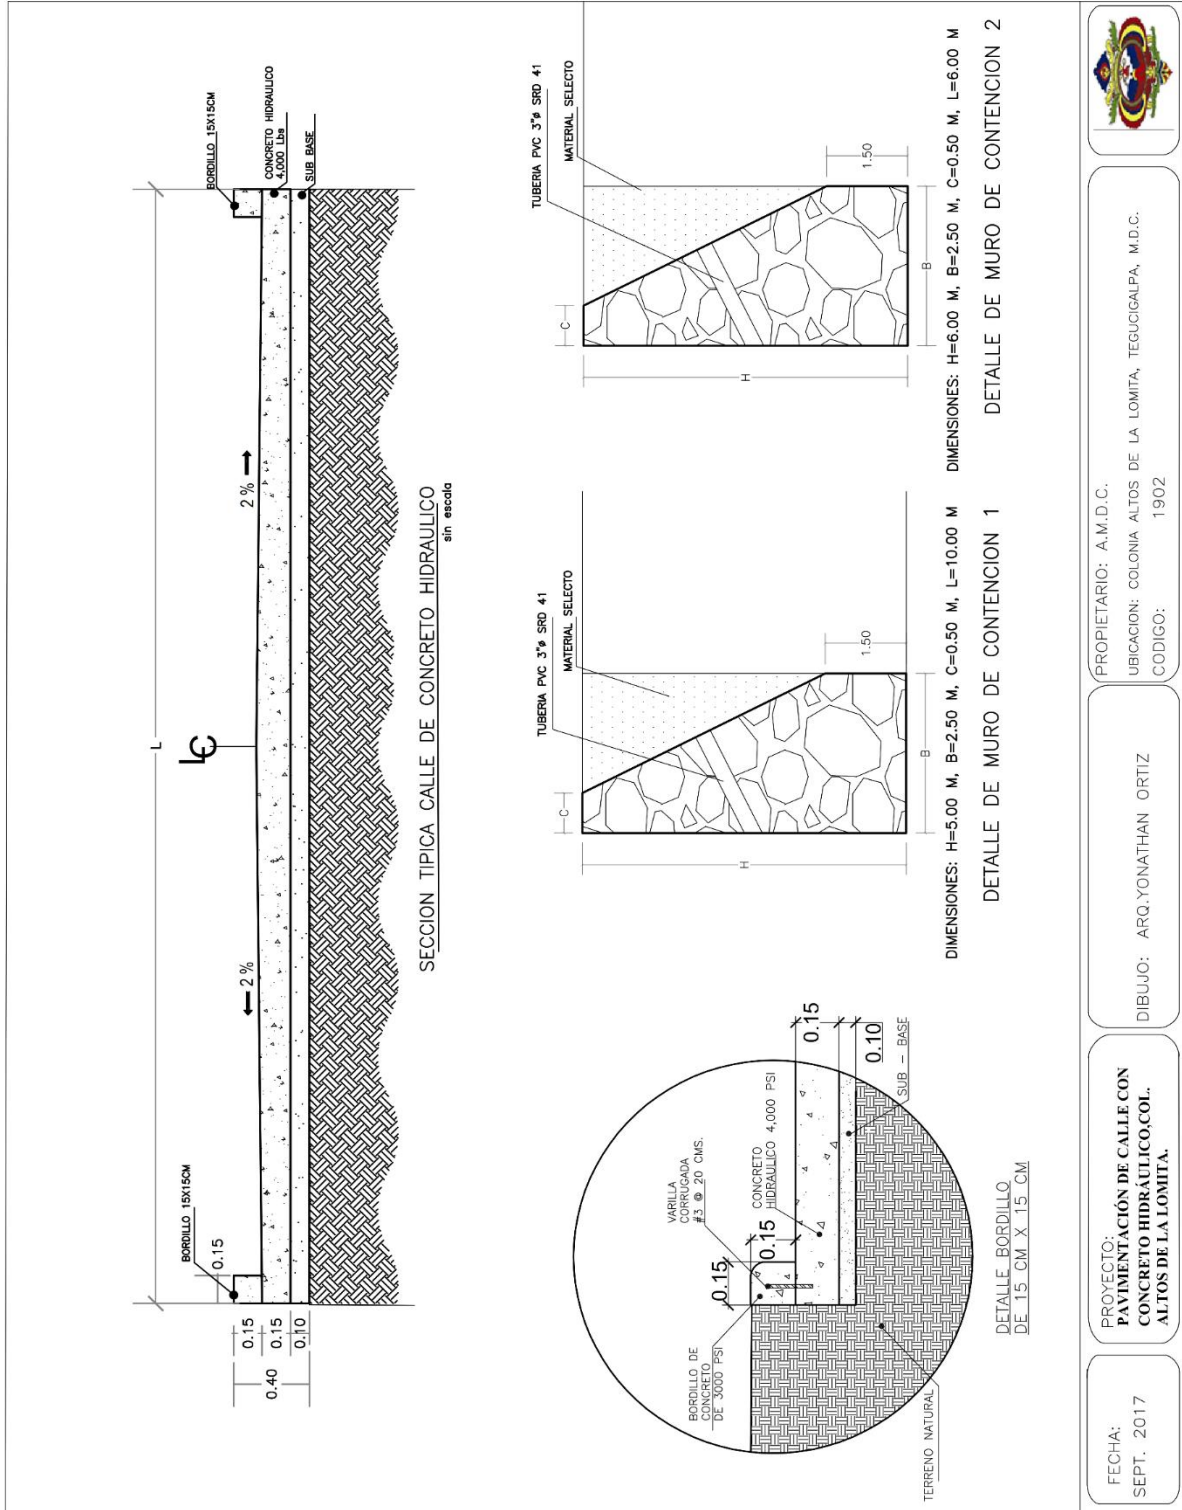 L
BORDILLO 15X15CM
0.15
0.15
0.15
0.10
0.40
2 %
2 %
BORDILLO 15X15CM
CONCRETO HIDRAULICO
4,000 Lbs
SUB BASE
SECCION TIPICA CALLE DE CONCRETO HIDRAULICO
sin escala
VARILLA
CORRUGADA
#3 @ 20 CMS.
0.15
0.15
BORDILLO DE
CONCRETO
DE 3000 PSI
CONCRETO
HIDRAULICO 4,000 PSI
0.15
0.10
SUB - BASE
TERRENO NATURAL
DETALLE BORDILLO
DE 15 CM X 15 CM
TUBERIA PVC 3"ø SRD 41
MATERIAL SELECTO
C
H
1.50
B
DIMENSIONES: H=5.00 M, B=2.50 M, C=0.50 M, L=10.00 M
DETALLE DE MURO DE CONTENCION 1
TUBERIA PVC 3"ø SRD 41
MATERIAL SELECTO
C
H
1.50
B
DIMENSIONES: H=6.00 M, B=2.50 M, C=0.50 M, L=6.00 M
DETALLE DE MURO DE CONTENCION 2
FECHA:
SEPT. 2017
PROYECTO:
PAVIMENTACIÓN DE CALLE CON
CONCRETO HIDRÁULICO,COL.
ALTOS DE LA LOMITA.
DIBUJO: ARQ.YONATHAN ORTIZ
PROPIETARIO: A.M.D.C.
UBICACION: COLONIA ALTOS DE LA LOMITA, TEGUCIGALPA, M.D.C.
CODIGO: 1902